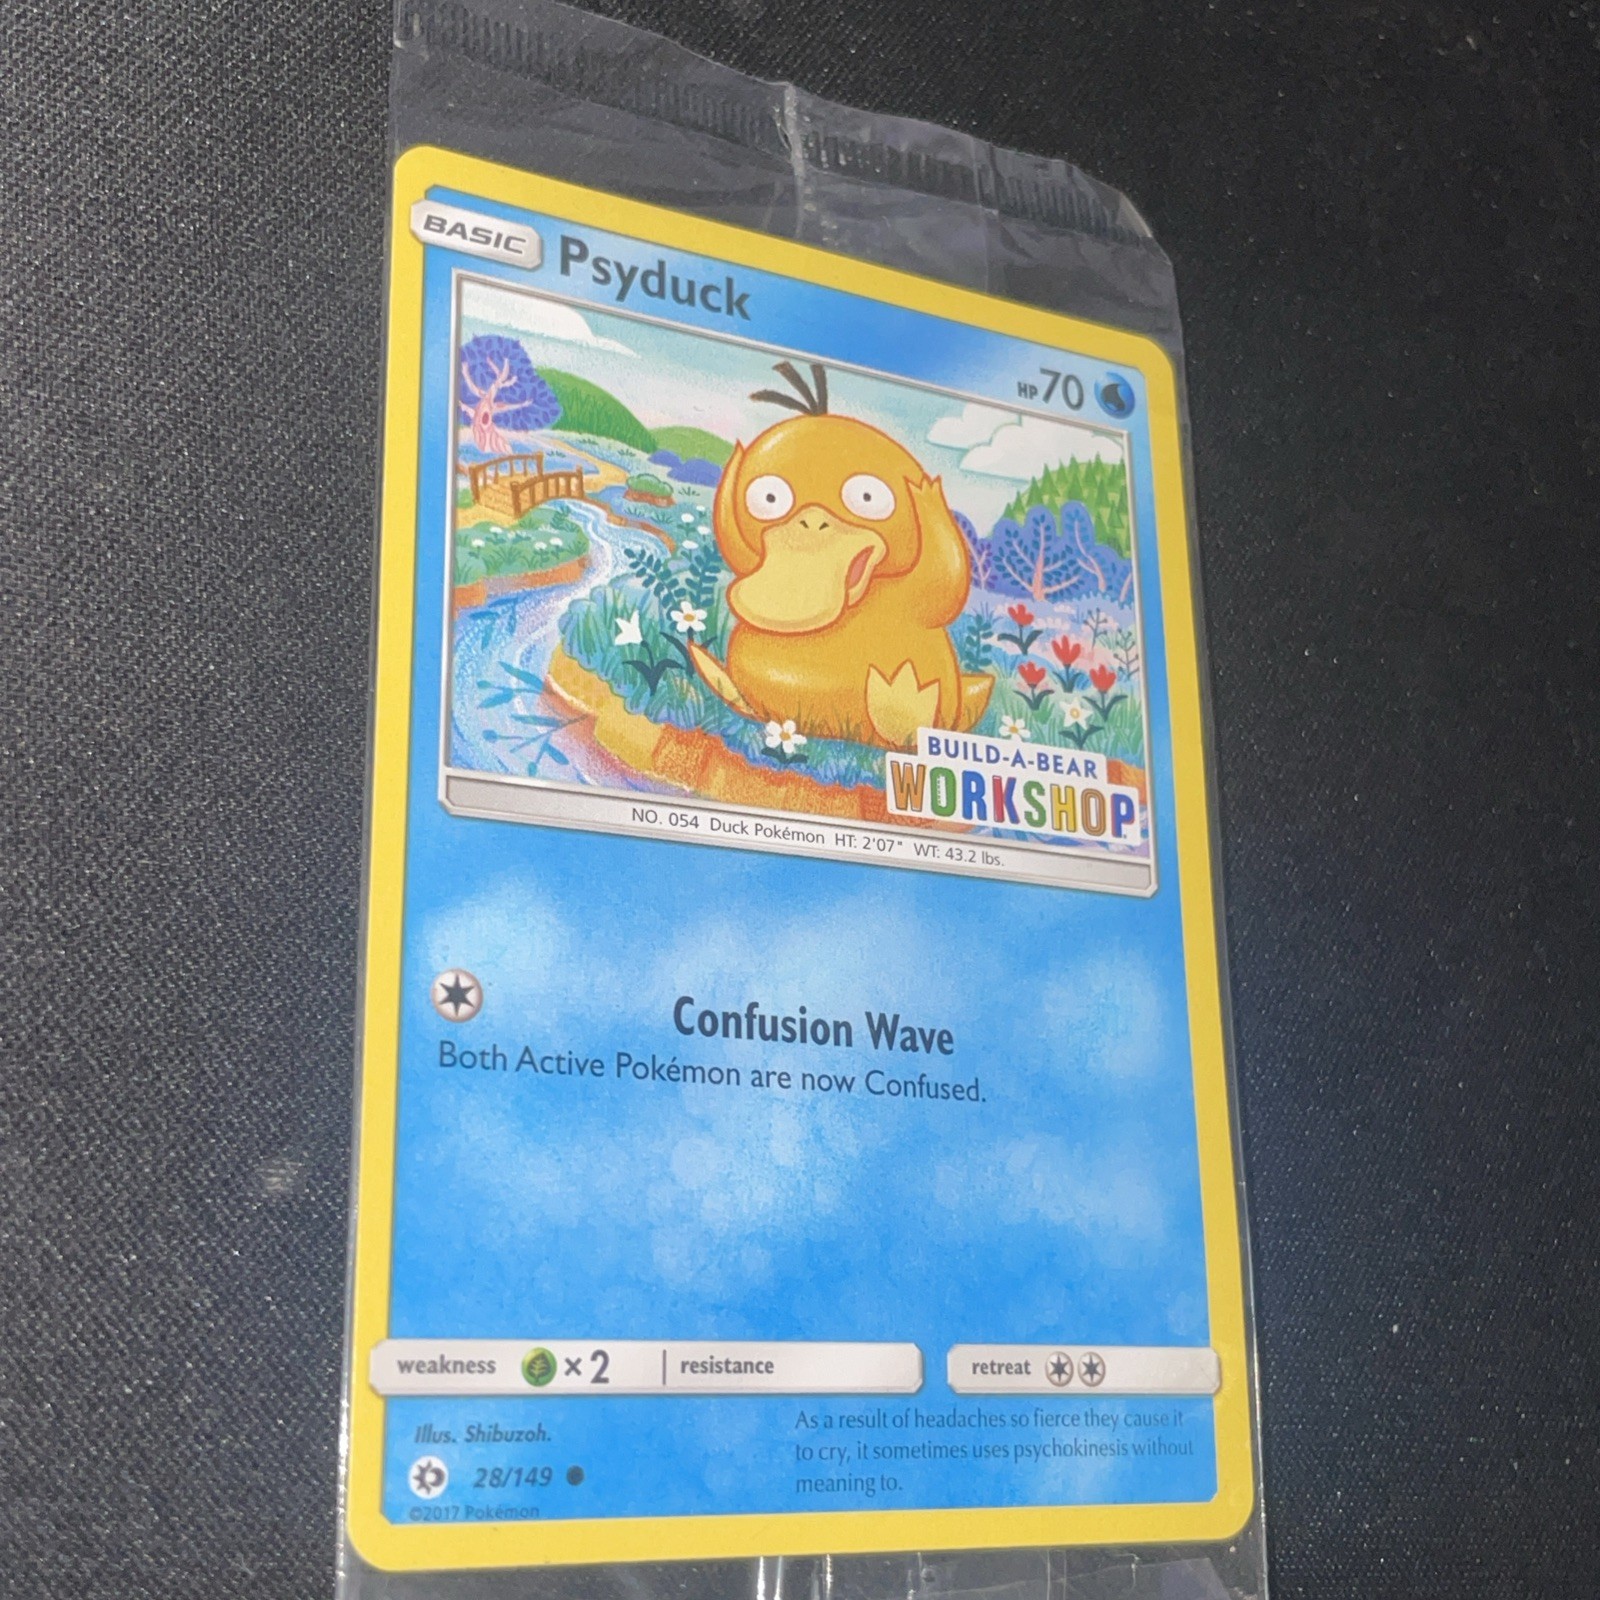 BASIC Psyduck
HP 70
BUILD-A-BEAR
WORKSHOP
NO. 054 Duck Pokémon HT: 2'07" WT: 43.2 lbs.
Confusion Wave
Both Active Pokémon are now Confused.
weakness ×2 resistance
retreat
Illus. Shibuzoh.
28/149
©2017 Pokémon
As a result of headaches so fierce they cause it
to cry, it sometimes uses psychokinesis without
meaning to.